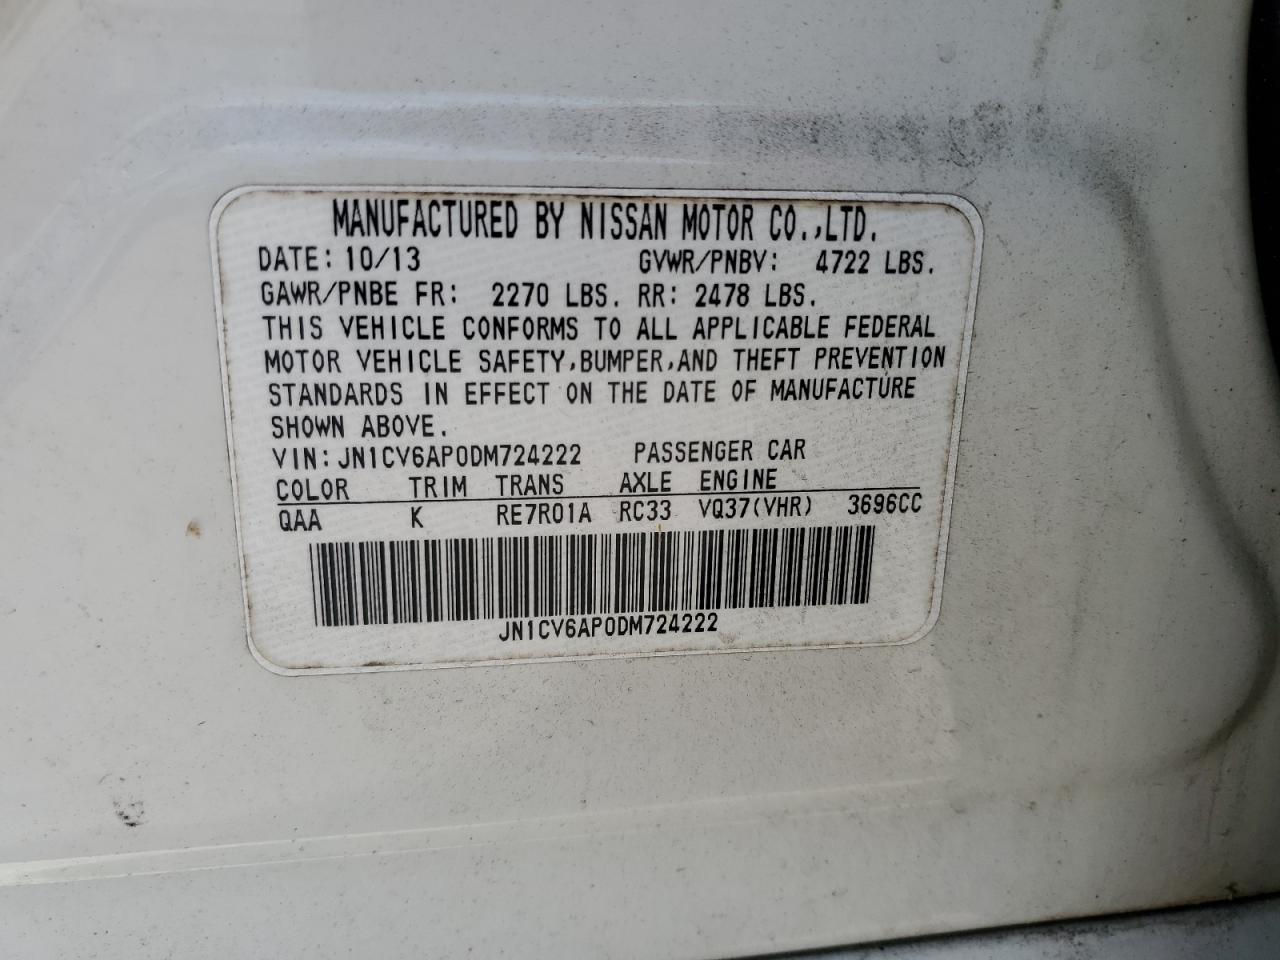 MANUFACTURED BY NISSAN MOTOR CO.,LTD.
DATE: 10/13 GVWR/PNBV: 4722 LBS.
GAWR/PNBE FR: 2270 LBS. RR: 2478 LBS.
THIS VEHICLE CONFORMS TO ALL APPLICABLE FEDERAL
MOTOR VEHICLE SAFETY,BUMPER,AND THEFT PREVENTION
STANDARDS IN EFFECT ON THE DATE OF MANUFACTURE
SHOWN ABOVE.
VIN: JN1CV6AP0DM724222 PASSENGER CAR
COLOR TRIM TRANS AXLE ENGINE
QAA K RE7R01A RC33 VQ37(VHR) 3696CC
JN1CV6AP0DM724222